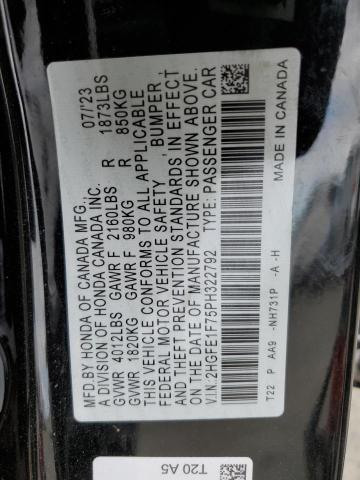 MFD.BY HONDA OF CANADA MFG. 07/'23
A DIVISION OF HONDA CANADA INC.
GVWR 4012LBS GAWR F 2160LBS R 1873LBS
GVWR 1820KG GAWR F 980KG R 850KG
THIS VEHICLE CONFORMS TO ALL APPLICABLE
FEDERAL MOTOR VEHICLE SAFETY, BUMPER,
AND THEFT PREVENTION STANDARDS IN EFFECT
ON THE DATE OF MANUFACTURE SHOWN ABOVE.
V.I.N. 2HGFE1F75PH322792 TYPE: PASSENGER CAR
T22 P AA9 -NH731P -A -H MADE IN CANADA
T20 A5